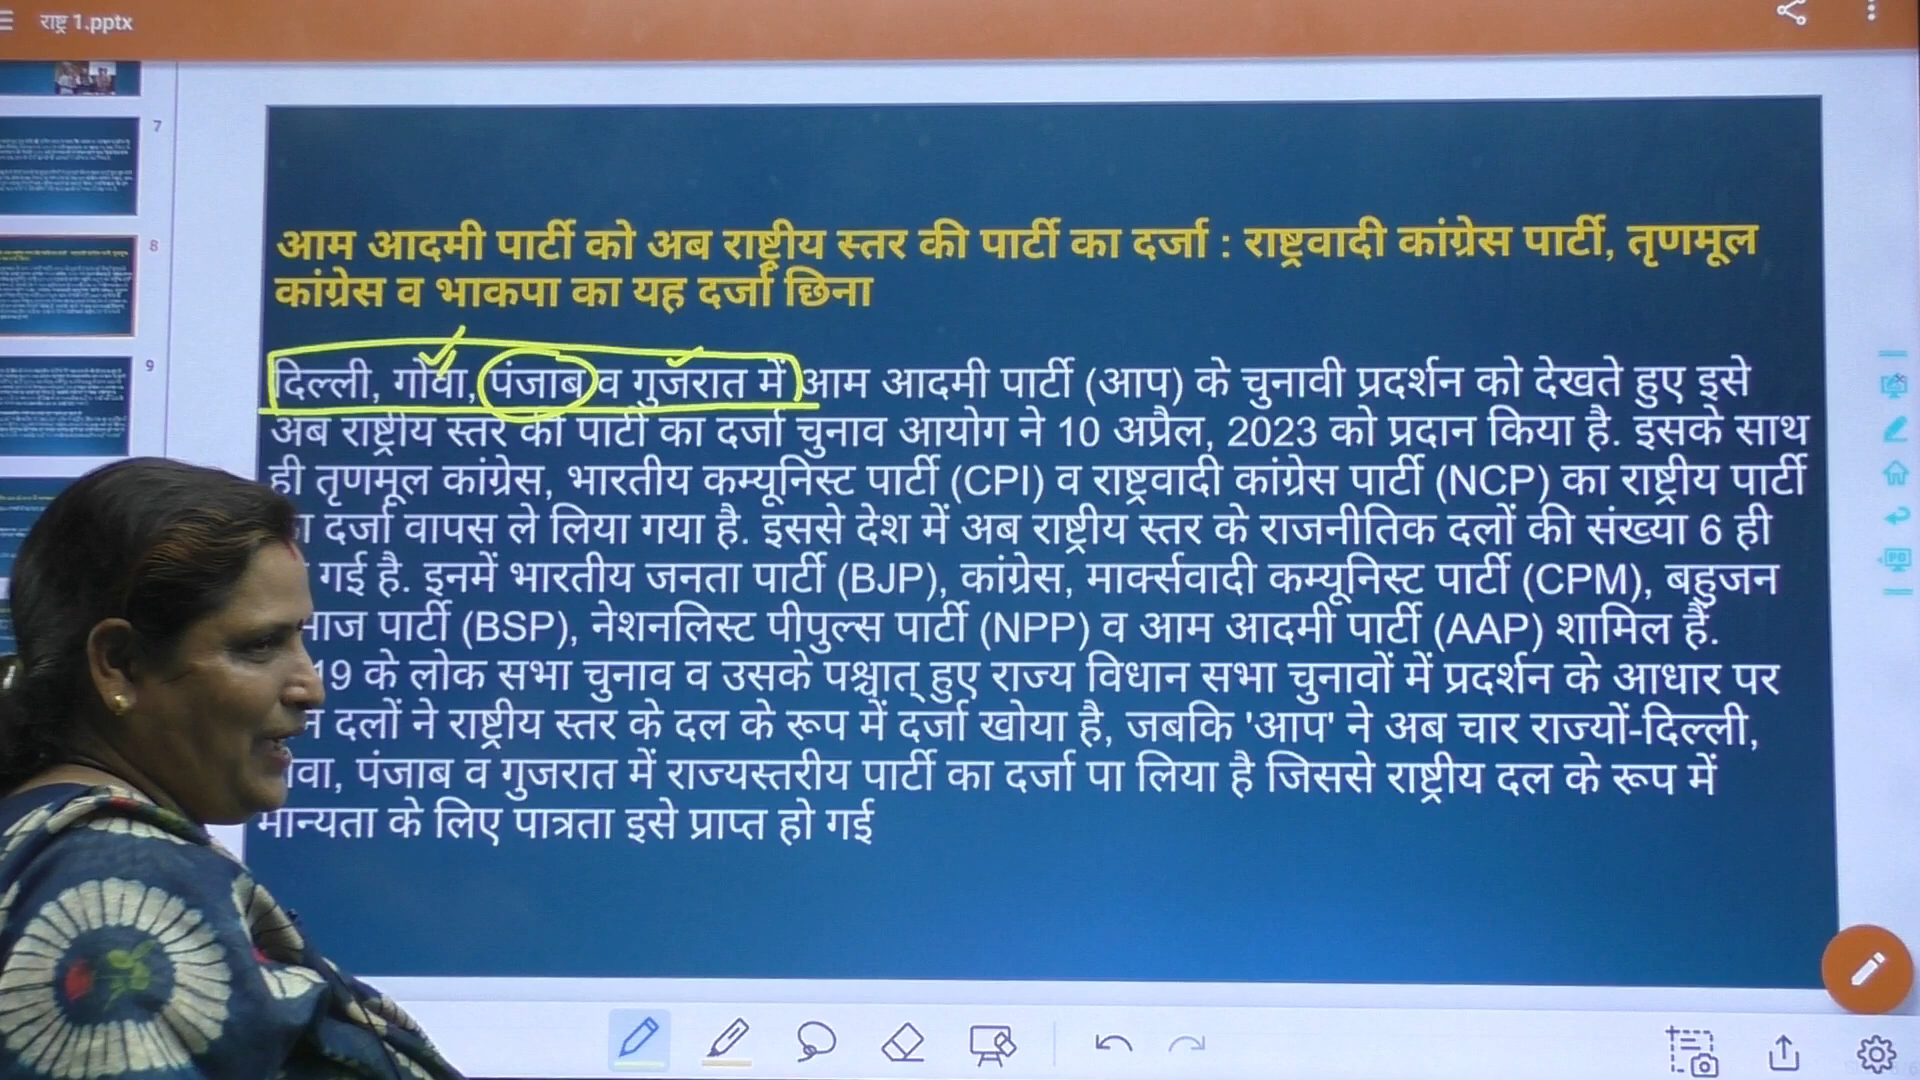 राष्ट्र 1.pptx
7
8
9
आम आदमी पार्टी को अब राष्ट्रीय स्तर की पार्टी का दर्जा : राष्ट्रवादी कांग्रेस पार्टी, तृणमूल
कांग्रेस व भाकपा का यह दर्जा छिना
दिल्ली, गोवा, पंजाब व गुजरात में आम आदमी पार्टी (आप) के चुनावी प्रदर्शन को देखते हुए इसे
अब राष्ट्रीय स्तर की पार्टी का दर्जा चुनाव आयोग ने 10 अप्रैल, 2023 को प्रदान किया है. इसके साथ
ही तृणमूल कांग्रेस, भारतीय कम्यूनिस्ट पार्टी (CPI) व राष्ट्रवादी कांग्रेस पार्टी (NCP) का राष्ट्रीय पार्टी
दर्जा वापस ले लिया गया है. इससे देश में अब राष्ट्रीय स्तर के राजनीतिक दलों की संख्या 6 ही
गई है. इनमें भारतीय जनता पार्टी (BJP), कांग्रेस, मार्क्सवादी कम्यूनिस्ट पार्टी (CPM), बहुजन
पार्टी (BSP), नेशनलिस्ट पीपुल्स पार्टी (NPP) व आम आदमी पार्टी (AAP) शामिल हैं.
19 के लोक सभा चुनाव व उसके पश्चात् हुए राज्य विधान सभा चुनावों में प्रदर्शन के आधार पर
दलों ने राष्ट्रीय स्तर के दल के रूप में दर्जा खोया है, जबकि 'आप' ने अब चार राज्यों-दिल्ली,
पंजाब व गुजरात में राज्यस्तरीय पार्टी का दर्जा पा लिया है जिससे राष्ट्रीय दल के रूप में
मान्यता के लिए पात्रता इसे प्राप्त हो गई